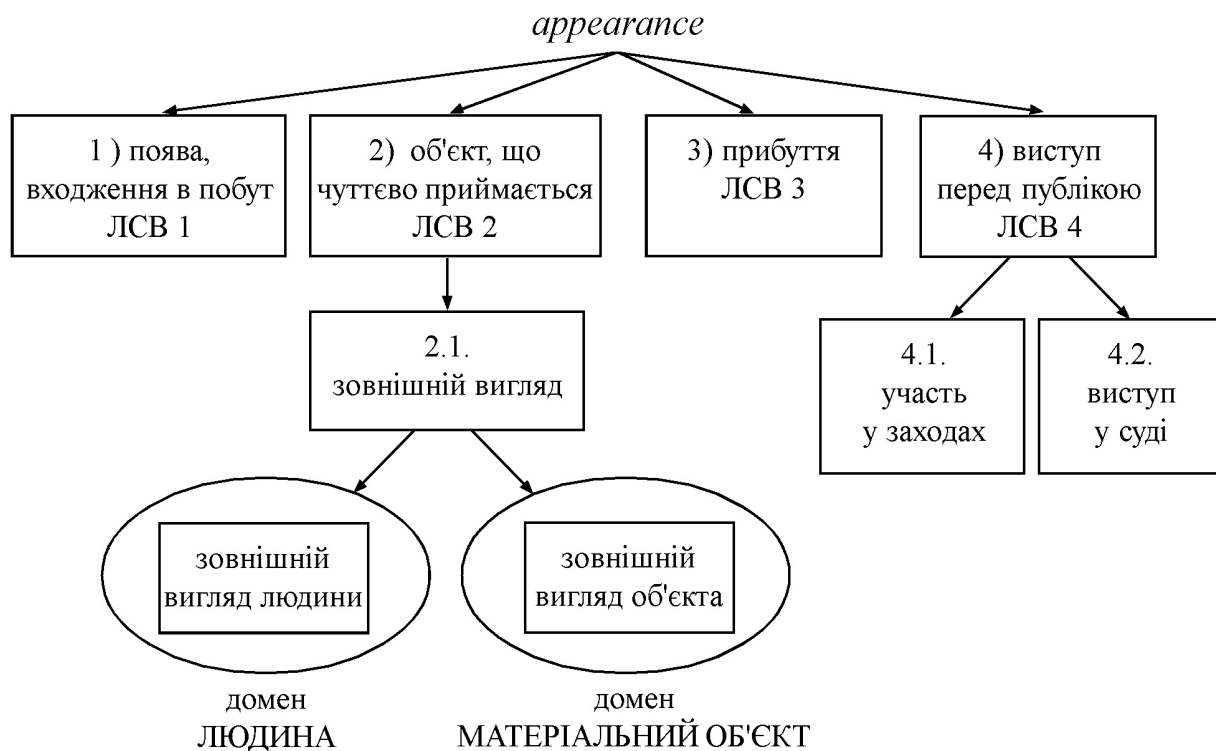 appearance
1 ) поява,
входження в побут
ЛСВ 1
2) об'єкт, що
чуттєво приймається
ЛСВ 2
3) прибуття
ЛСВ 3
4) виступ
перед публікою
ЛСВ 4
2.1.
зовнішній вигляд
4.1.
участь
у заходах
4.2.
виступ
у суді
зовнішній
вигляд людини
зовнішній
вигляд об'єкта
домен
ЛЮДИНА
домен
МАТЕРІАЛЬНИЙ ОБ'ЄКТ